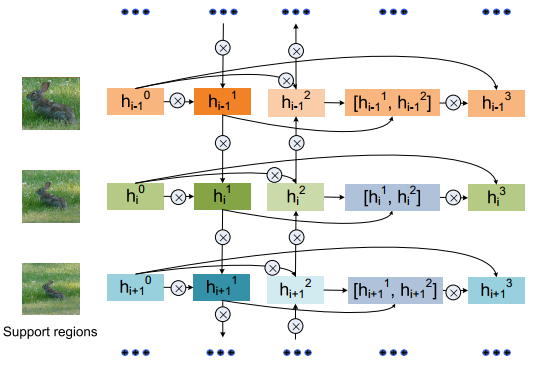 h_{i-1}^0 h_{i-1}^1 h_{i-1}^2 [h_{i-1}^1, h_{i-1}^2] h_{i-1}^3
h_i^0 h_i^1 h_i^2 [h_i^1, h_i^2] h_i^3
h_{i+1}^0 h_{i+1}^1 h_{i+1}^2 [h_{i+1}^1, h_{i+1}^2] h_{i+1}^3
Support regions